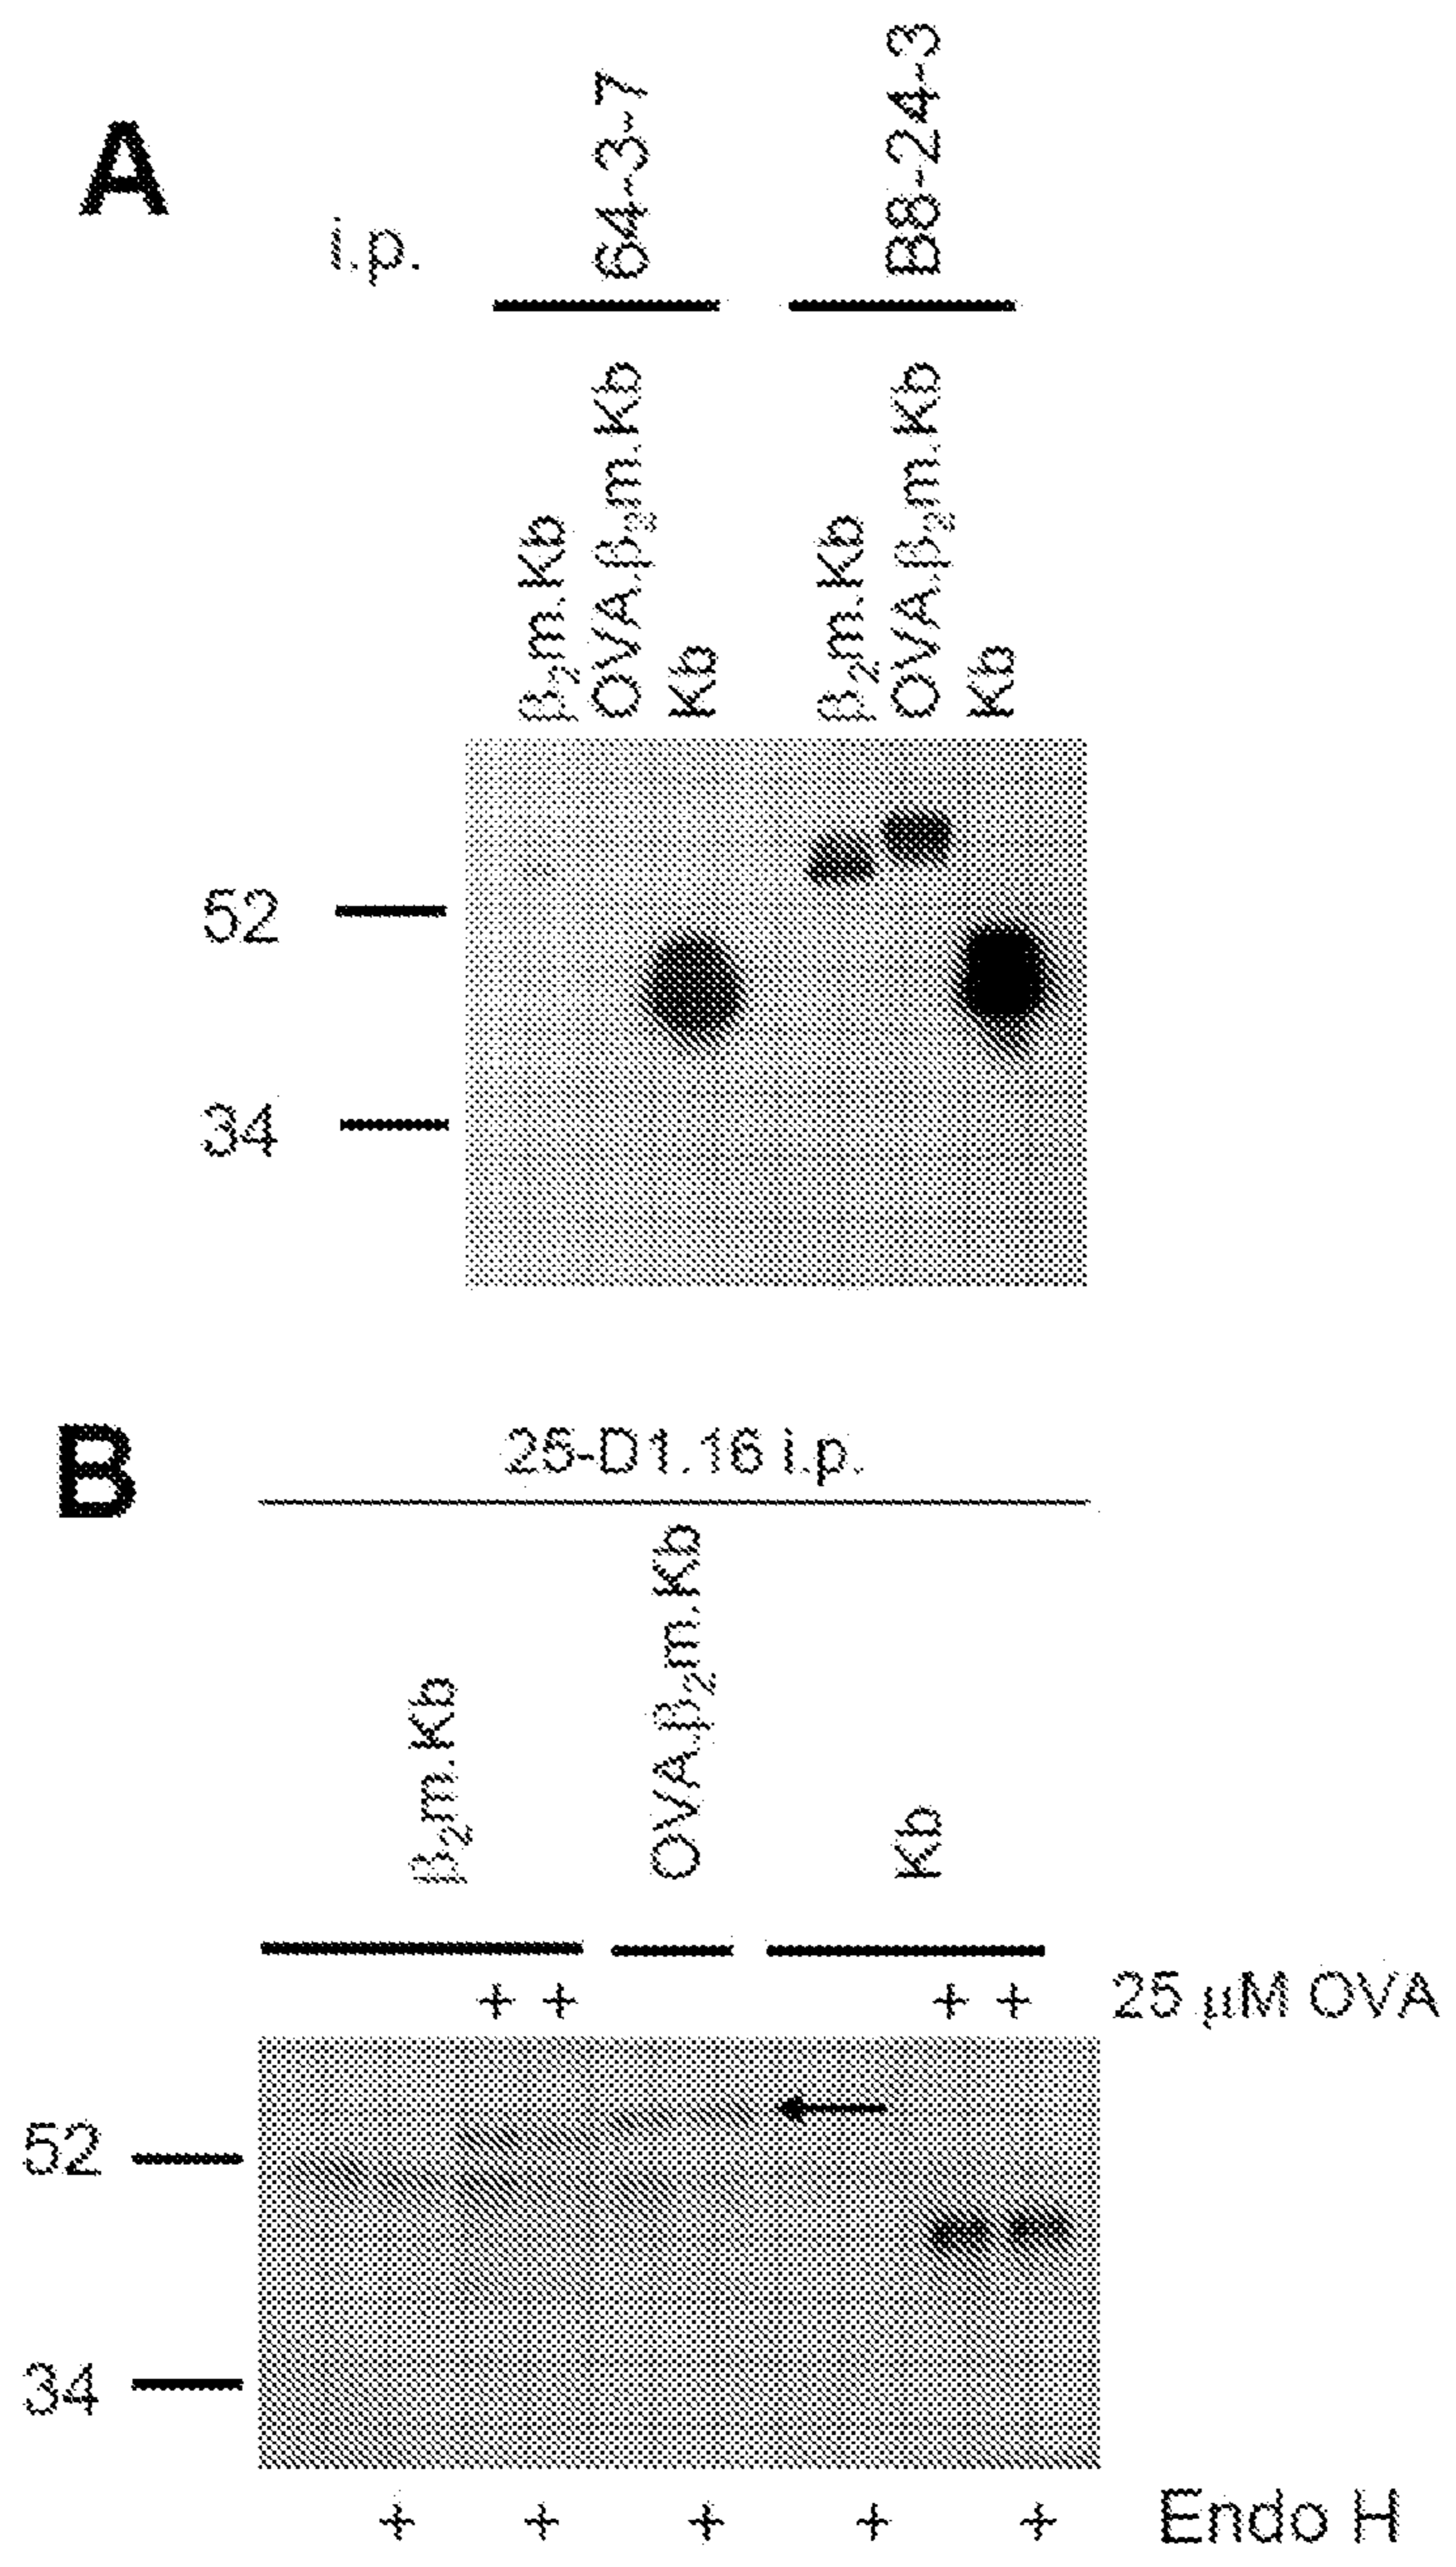 A
i.p.
64-3-7
B8-24-3
β₂m.Kb
OVA.β₂m.Kb
Kb
β₂m.Kb
OVA.β₂m.Kb
Kb
52
34
B
25-D1.16 i.p.
β₂m.Kb
OVA.β₂m.Kb
Kb
+ + + + 25 μM OVA
52
34
+ + + + + Endo H